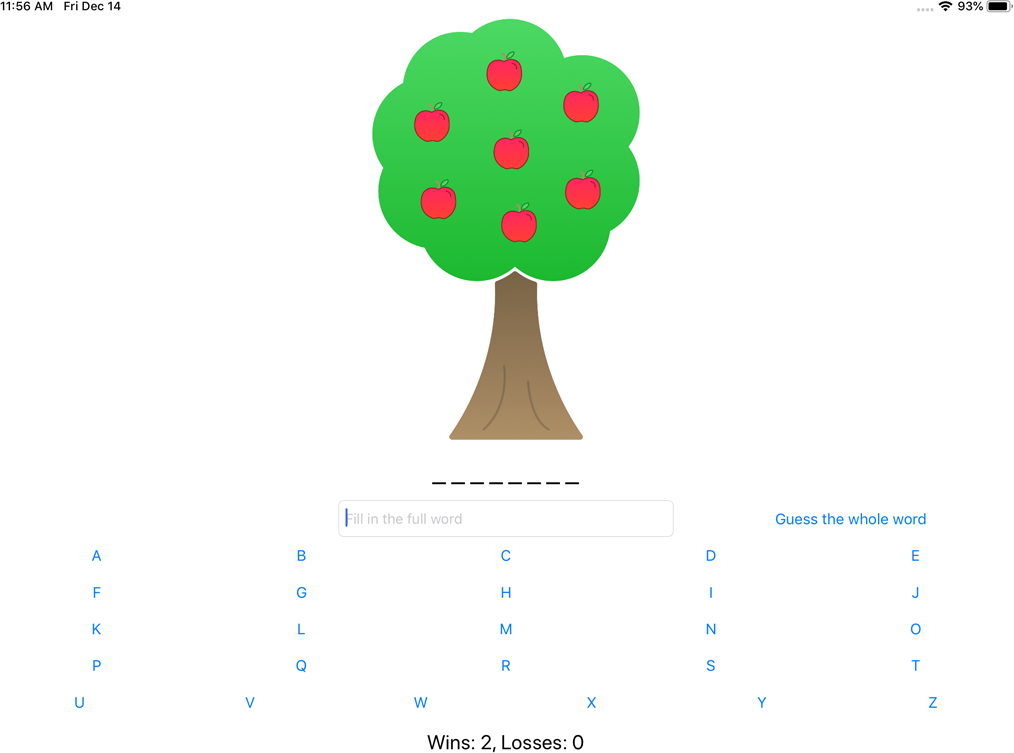 11:56 AM Fri Dec 14 93%
_ _ _ _ _ _ _ _
Fill in the full word Guess the whole word
A B C D E
F G H I J
K L M N O
P Q R S T
U V W X Y Z
Wins: 2, Losses: 0